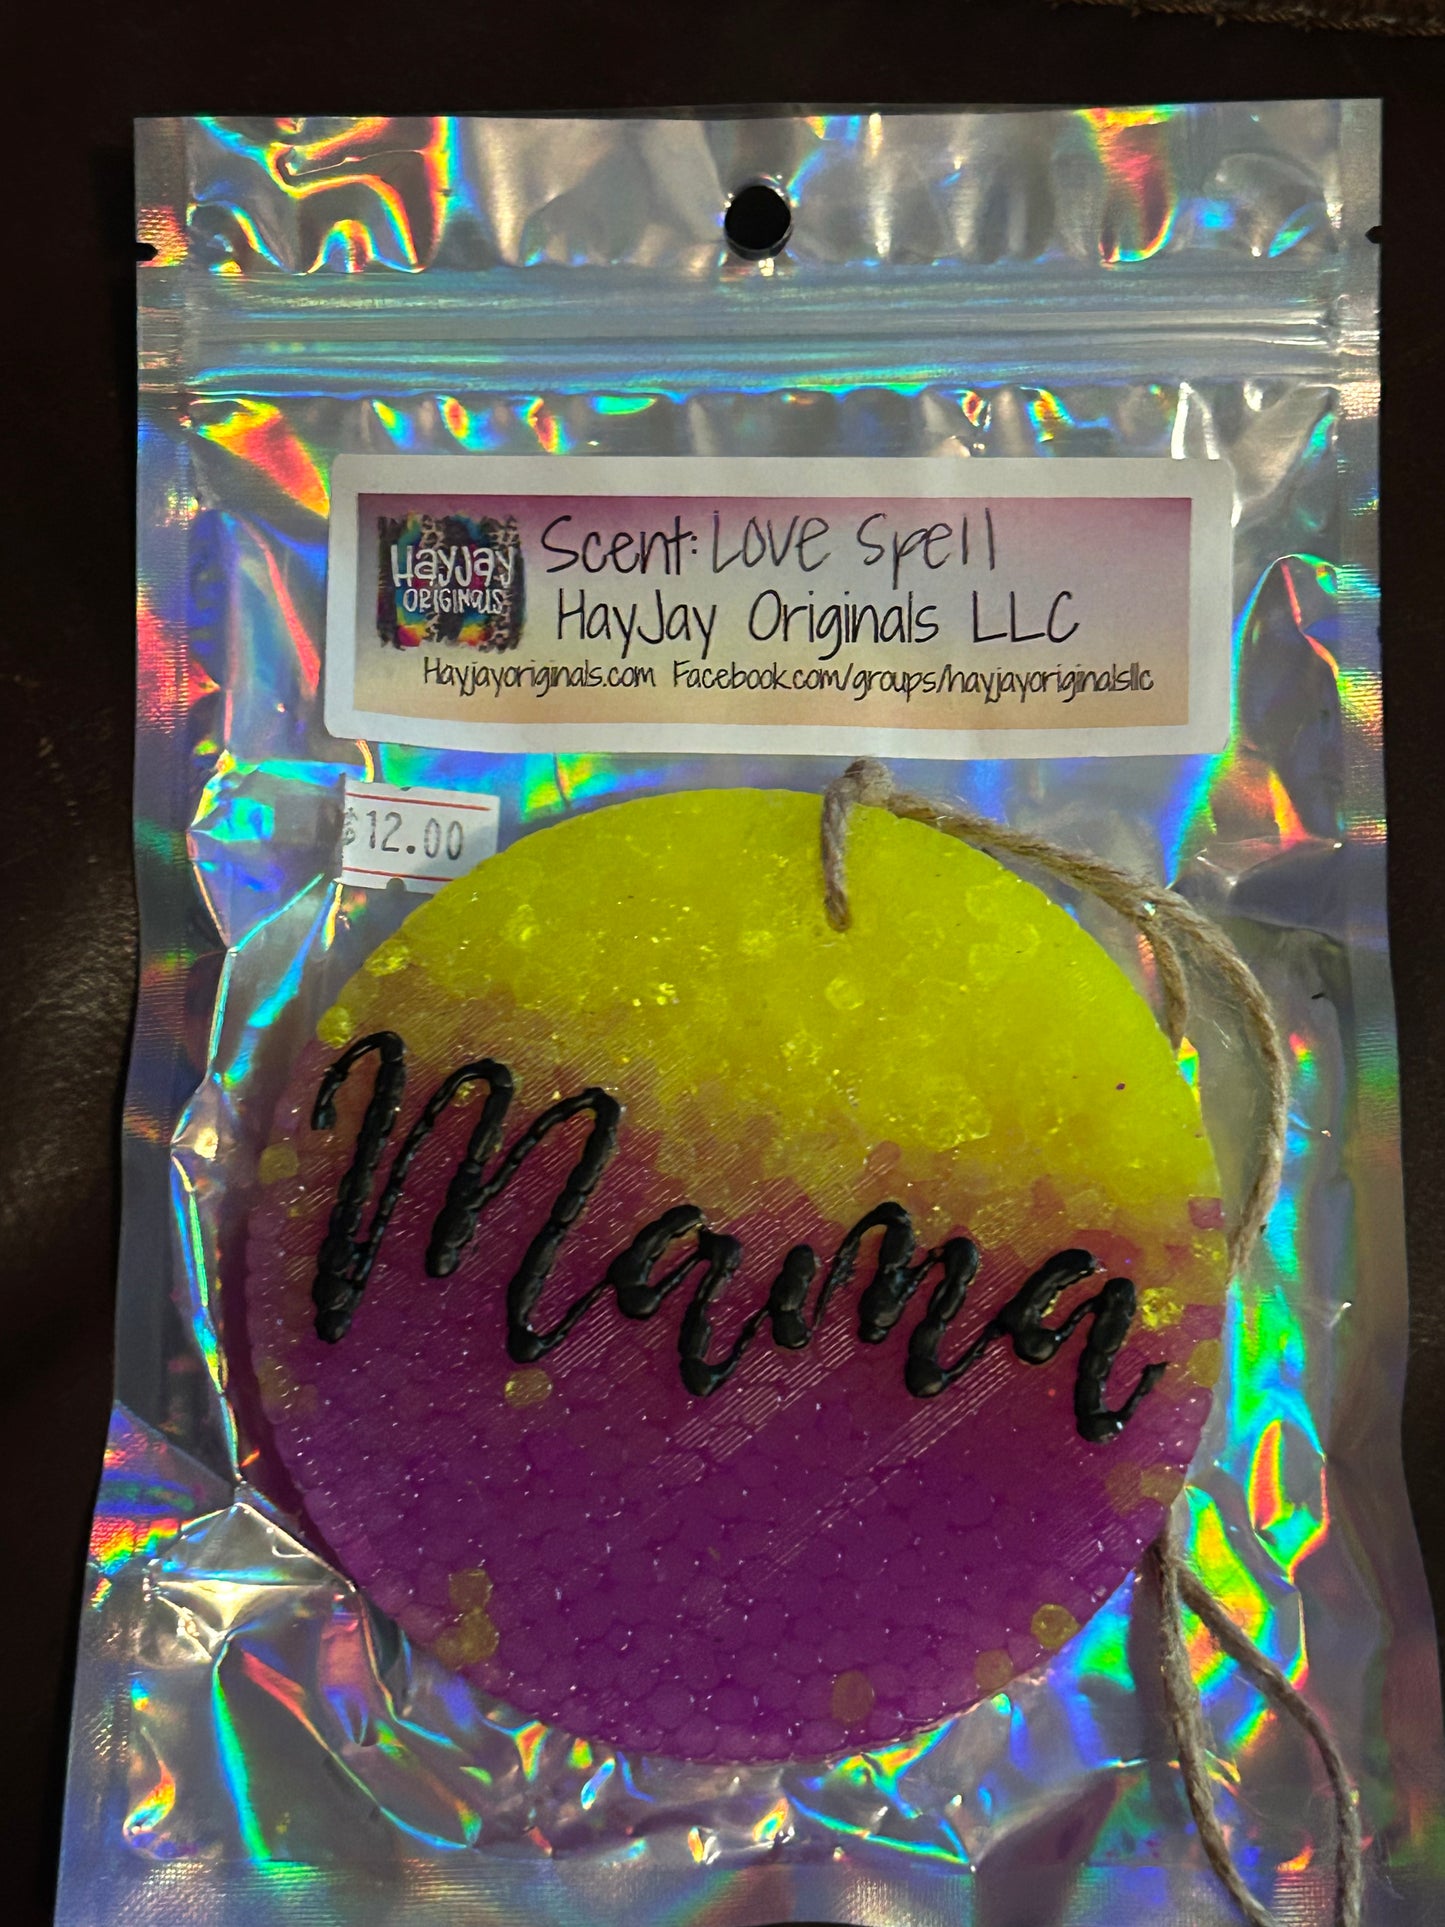 HayJay
ORIGINALS
Scent: Love Spell
HayJay Originals LLC
Hayjayoriginals.com Facebook.com/groups/hayjayoriginalsllc
$12.00
Mama